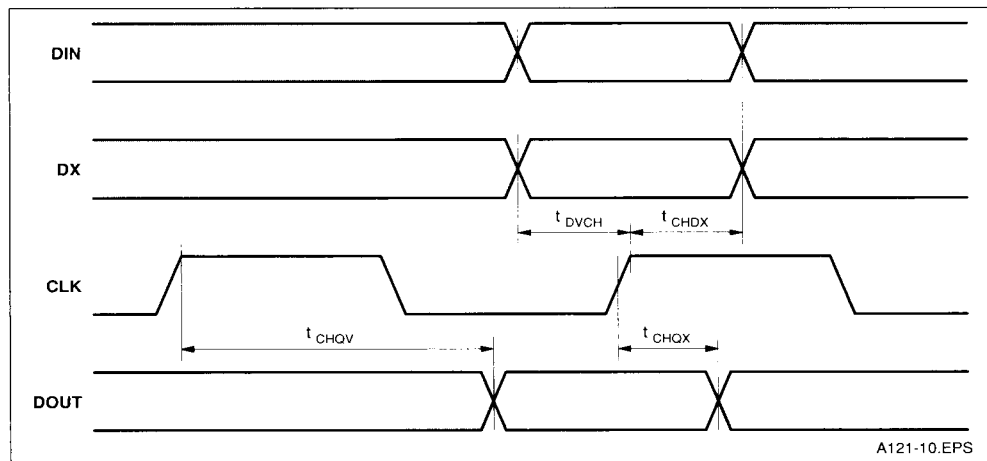 DIN
DX
t DVCH
t CHDX
CLK
t CHQV
t CHQX
DOUT
A121-10.EPS